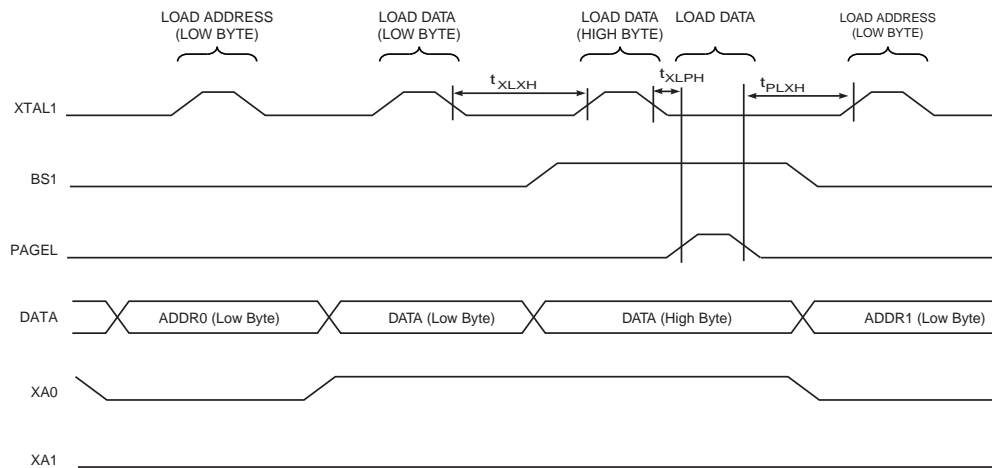 LOAD ADDRESS
(LOW BYTE)
LOAD DATA
(LOW BYTE)
LOAD DATA
(HIGH BYTE)
LOAD DATA
LOAD ADDRESS
(LOW BYTE)
XTAL1
t XLXH
tXLPH
tPLXH
BS1
PAGEL
DATA
ADDR0 (Low Byte)
DATA (Low Byte)
DATA (High Byte)
ADDR1 (Low Byte)
XA0
XA1